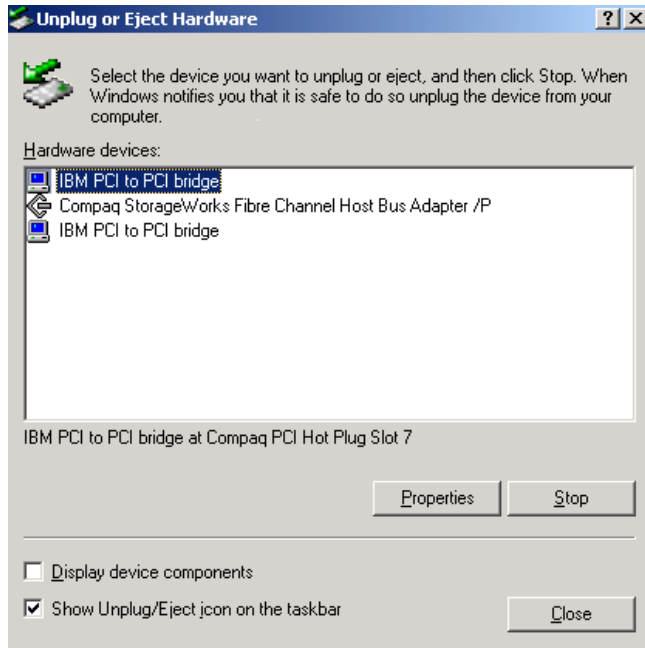 Unplug or Eject Hardware
Select the device you want to unplug or eject, and then click Stop. When
Windows notifies you that it is safe to do so unplug the device from your
computer.
Hardware devices:
IBM PCI to PCI bridge
Compaq StorageWorks Fibre Channel Host Bus Adapter /P
IBM PCI to PCI bridge
IBM PCI to PCI bridge at Compaq PCI Hot Plug Slot 7
Properties Stop
Display device components
Show Unplug/Eject icon on the taskbar
Close